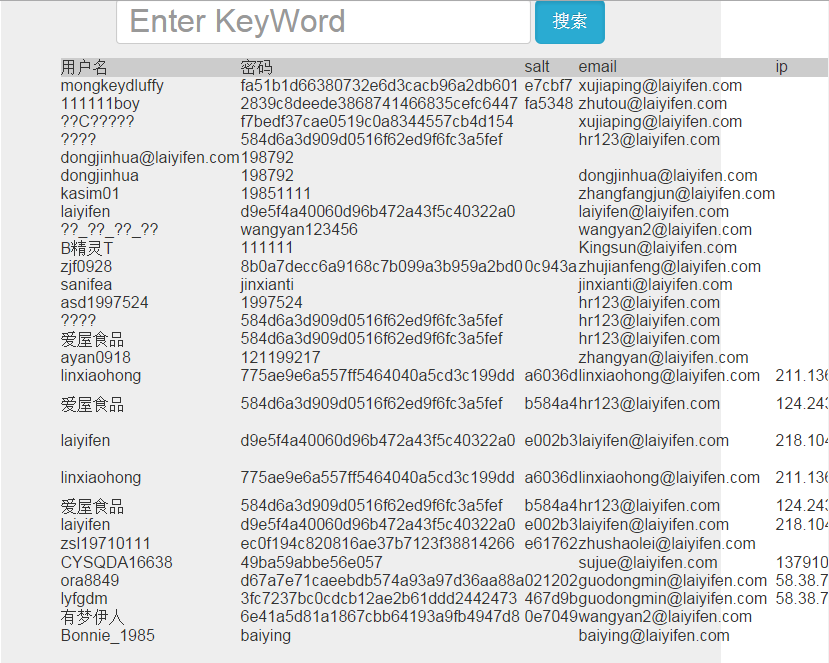 Enter KeyWord 搜索
用户名 密码 salt email ip
mongkeydluffy fa51b1d66380732e6d3cacb96a2db601 e7cbf7 xujiaping@laiyifen.com
111111boy 2839c8deede3868741466835cefc6447 fa5348 zhutou@laiyifen.com
??C????? f7bedf37cae0519c0a8344557cb4d154 xujiaping@laiyifen.com
???? 584d6a3d909d0516f62ed9f6fc3a5fef hr123@laiyifen.com
dongjinhua@laiyifen.com 198792
dongjinhua 198792 dongjinhua@laiyifen.com
kasim01 19851111 zhangfangjun@laiyifen.com
laiyifen d9e5f4a40060d96b472a43f5c40322a0 laiyifen@laiyifen.com
??_??_??_?? wangyan123456 wangyan2@laiyifen.com
B精灵T 111111 Kingsun@laiyifen.com
zjf0928 8b0a7decc6a9168c7b099a3b959a2bd0 0c943a zhujianfeng@laiyifen.com
sanifea jinxianti jinxianti@laiyifen.com
asd1997524 1997524 hr123@laiyifen.com
???? 584d6a3d909d0516f62ed9f6fc3a5fef hr123@laiyifen.com
爱屋食品 584d6a3d909d0516f62ed9f6fc3a5fef hr123@laiyifen.com
ayan0918 121199217 zhangyan@laiyifen.com
linxiaohong 775ae9e6a557ff5464040a5cd3c199dd a6036d linxiaohong@laiyifen.com 211.136
爱屋食品 584d6a3d909d0516f62ed9f6fc3a5fef b584a4 hr123@laiyifen.com 124.243
laiyifen d9e5f4a40060d96b472a43f5c40322a0 e002b3 laiyifen@laiyifen.com 218.104
linxiaohong 775ae9e6a557ff5464040a5cd3c199dd a6036d linxiaohong@laiyifen.com 211.136
爱屋食品 584d6a3d909d0516f62ed9f6fc3a5fef b584a4 hr123@laiyifen.com 124.243
laiyifen d9e5f4a40060d96b472a43f5c40322a0 e002b3 laiyifen@laiyifen.com 218.104
zsl19710111 ec0f194c820816ae37b7123f38814266 e61762 zhushaolei@laiyifen.com
CYSQDA16638 49ba59abbe56e057 sujue@laiyifen.com 137910
ora8849 d67a7e71caeebdb574a93a97d36aa88a 021202 guodongmin@laiyifen.com 58.38.7
lyfgdm 3fc7237bc0cdcb12ae2b61ddd2442473 467d9b guodongmin@laiyifen.com 58.38.7
有梦伊人 6e41a5d81a1867cbb64193a9fb4947d8 0e7049 wangyan2@laiyifen.com
Bonnie_1985 baiying baiying@laiyifen.com